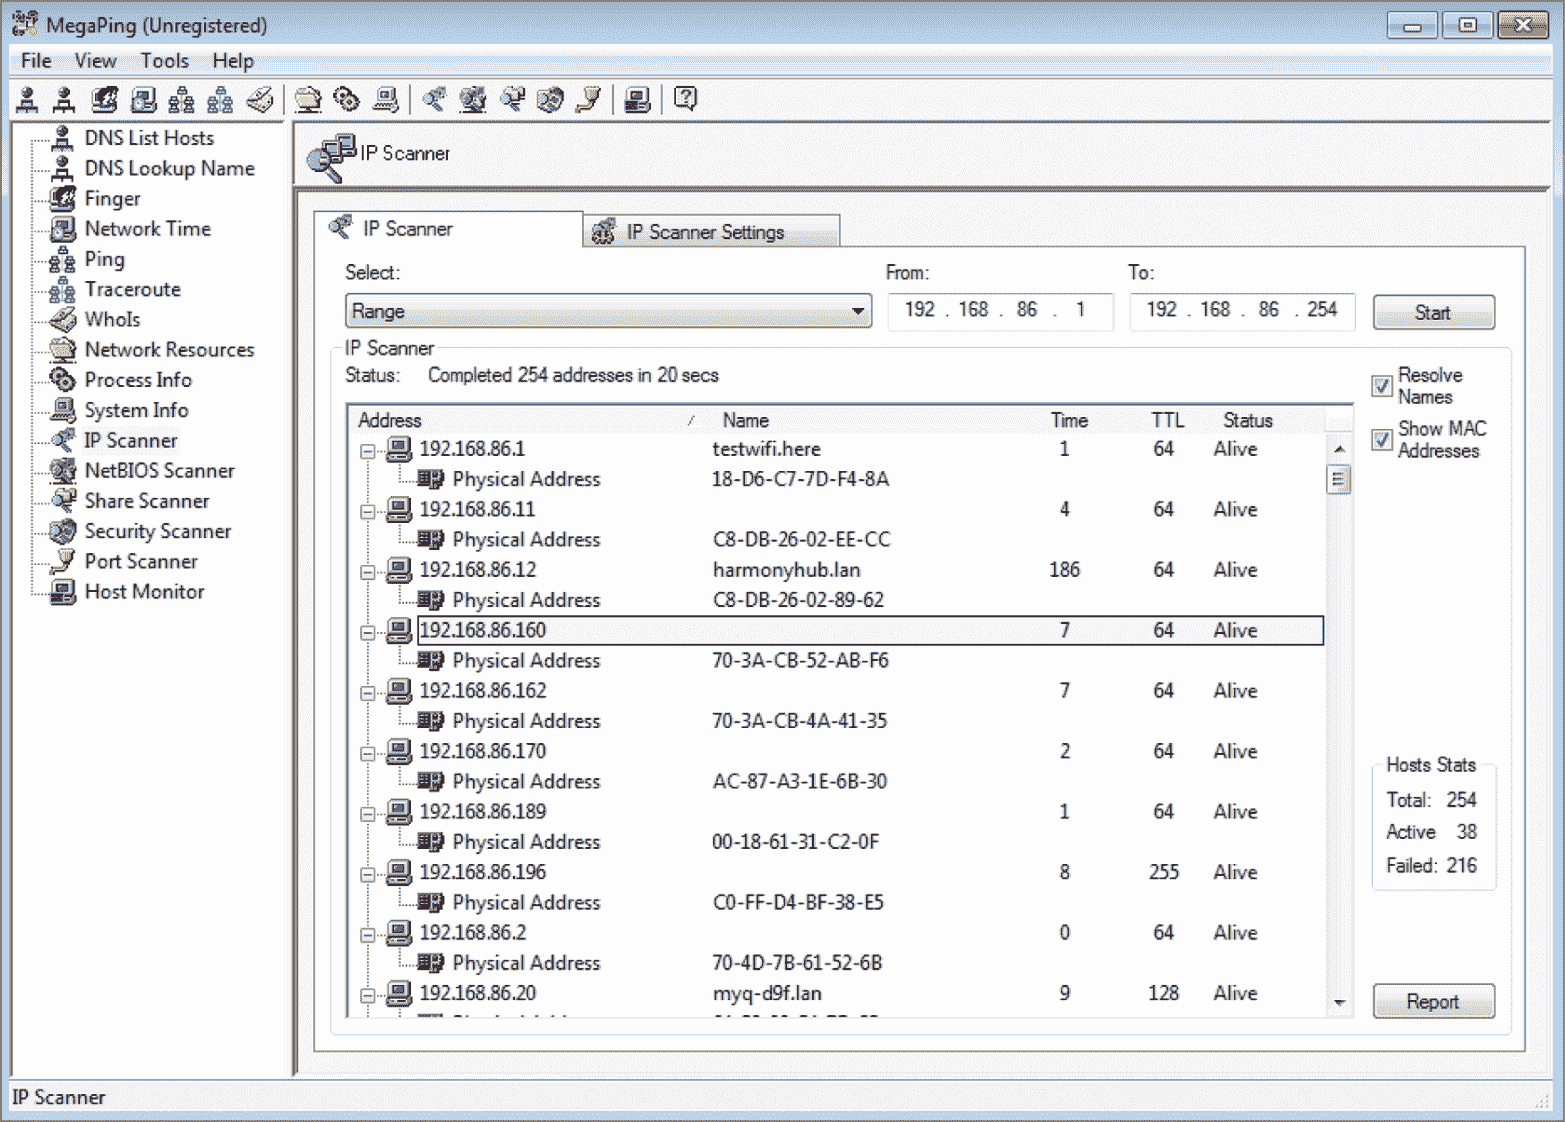 MegaPing (Unregistered)
File View Tools Help
DNS List Hosts
DNS Lookup Name
Finger
Network Time
Ping
Traceroute
WhoIs
Network Resources
Process Info
System Info
IP Scanner
NetBIOS Scanner
Share Scanner
Security Scanner
Port Scanner
Host Monitor
IP Scanner
IP Scanner IP Scanner Settings
Select: From: To:
Range 192 . 168 . 86 . 1 192 . 168 . 86 . 254 Start
IP Scanner
Status: Completed 254 addresses in 20 secs
Resolve Names
Show MAC Addresses
Address Name Time TTL Status
192.168.86.1 testwifi.here 1 64 Alive
Physical Address 18-D6-C7-7D-F4-8A
192.168.86.11 4 64 Alive
Physical Address C8-DB-26-02-EE-CC
192.168.86.12 harmonyhub.lan 186 64 Alive
Physical Address C8-DB-26-02-89-62
192.168.86.160 7 64 Alive
Physical Address 70-3A-CB-52-AB-F6
192.168.86.162 7 64 Alive
Physical Address 70-3A-CB-4A-41-35
192.168.86.170 2 64 Alive
Physical Address AC-87-A3-1E-6B-30
192.168.86.189 1 64 Alive
Physical Address 00-18-61-31-C2-0F
192.168.86.196 8 255 Alive
Physical Address C0-FF-D4-BF-38-E5
192.168.86.2 0 64 Alive
Physical Address 70-4D-7B-61-52-6B
192.168.86.20 myq-d9f.lan 9 128 Alive
Hosts Stats
Total: 254
Active 38
Failed: 216
Report
IP Scanner